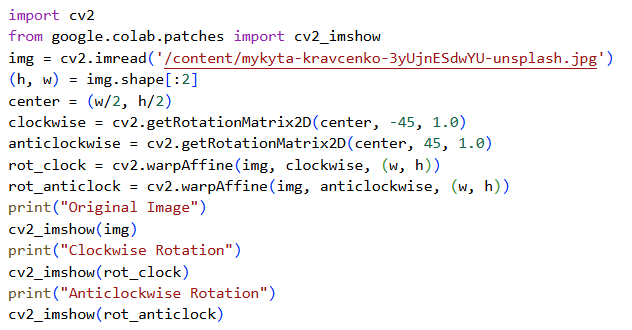 import cv2
from google.colab.patches import cv2_imshow
img = cv2.imread('/content/mykyta-kravcenko-3yUjnESdwYU-unsplash.jpg')
(h, w) = img.shape[:2]
center = (w/2, h/2)
clockwise = cv2.getRotationMatrix2D(center, -45, 1.0)
anticlockwise = cv2.getRotationMatrix2D(center, 45, 1.0)
rot_clock = cv2.warpAffine(img, clockwise, (w, h))
rot_anticlock = cv2.warpAffine(img, anticlockwise, (w, h))
print("Original Image")
cv2_imshow(img)
print("Clockwise Rotation")
cv2_imshow(rot_clock)
print("Anticlockwise Rotation")
cv2_imshow(rot_anticlock)